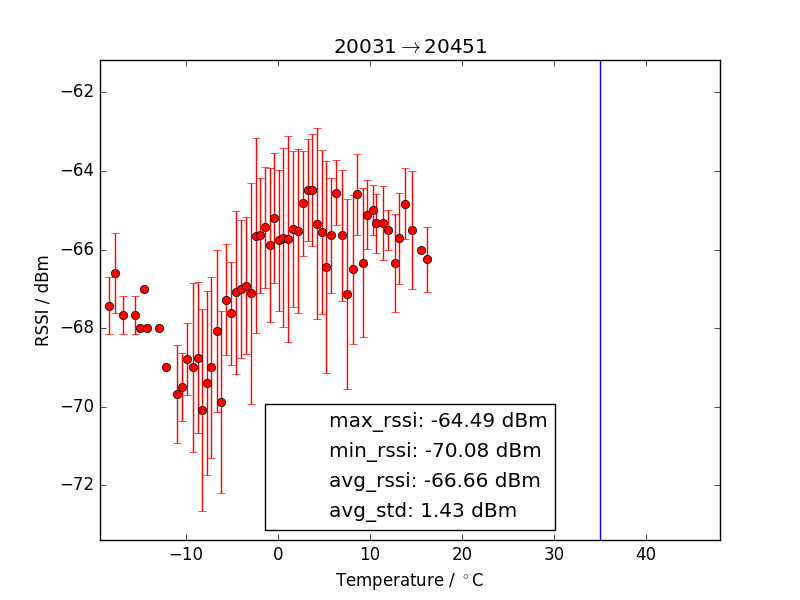 20031→20451
−62
−64
−66
−68
−70
−72
RSSI / dBm
max_rssi: -64.49 dBm
min_rssi: -70.08 dBm
avg_rssi: -66.66 dBm
avg_std: 1.43 dBm
−10 0 10 20 30 40
Temperature / °C